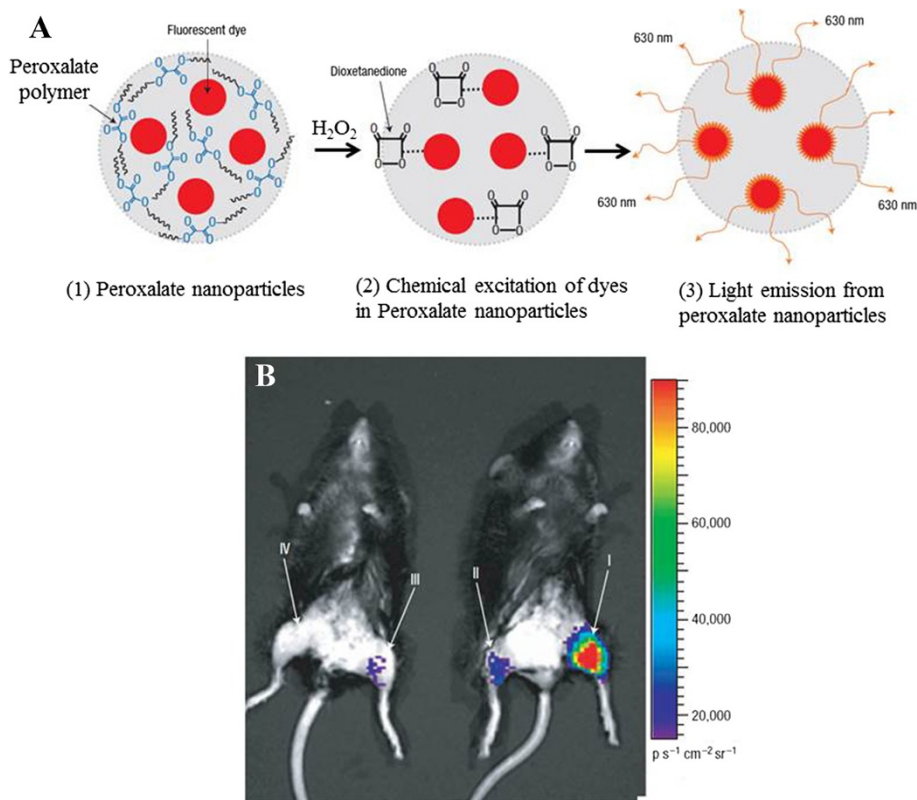 A
Fluorescent dye
Peroxalate
polymer
Dioxetanedione
H₂O₂
630 nm
630 nm
630 nm
630 nm
(1) Peroxalate nanoparticles
(2) Chemical excitation of dyes
in Peroxalate nanoparticles
(3) Light emission from
peroxalate nanoparticles
B
IV
III
II
I
80,000
60,000
40,000
20,000
p s⁻¹ cm⁻² sr⁻¹